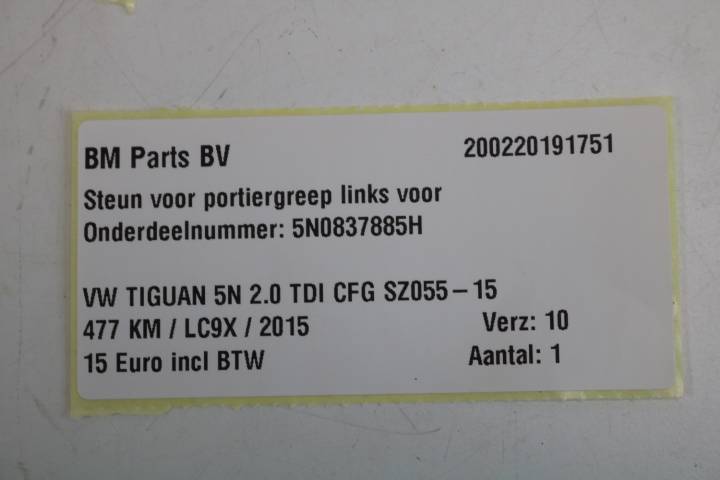 BM Parts BV 200220191751
Steun voor portiergreep links voor
Onderdeelnummer: 5N0837885H
VW TIGUAN 5N 2.0 TDI CFG SZ055-15
477 KM / LC9X / 2015 Verz: 10
15 Euro incl BTW Aantal: 1